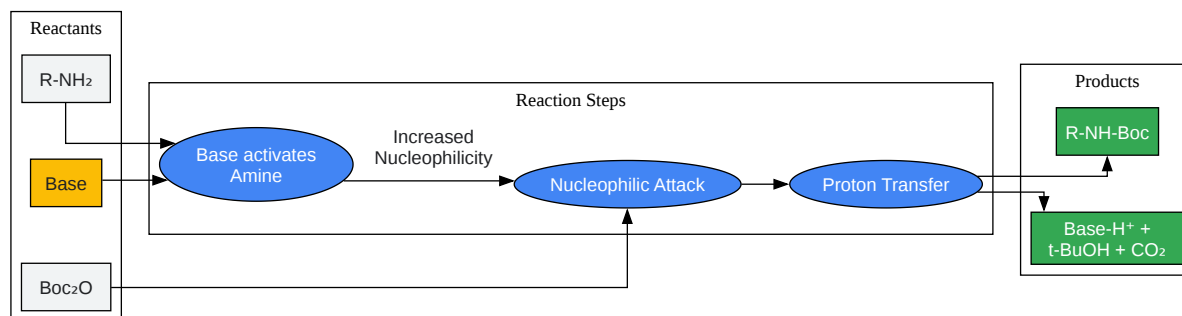 Reactants
R-NH₂
Base
Boc₂O
Reaction Steps
Base activates
Amine
Increased
Nucleophilicity
Nucleophilic Attack
Proton Transfer
Products
R-NH-Boc
Base-H⁺ +
t-BuOH + CO₂